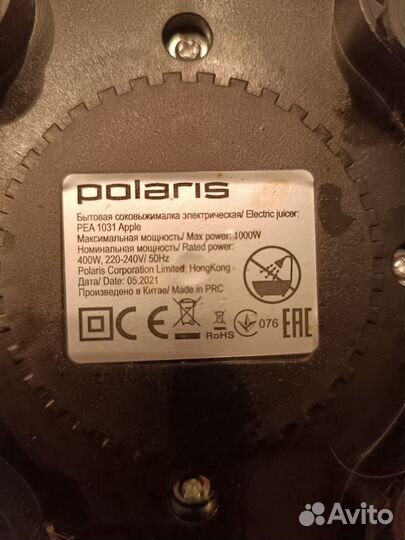 polaris
Бытовая соковыжималка электрическая/ Electric juicer:
PEA 1031 Apple
Максимальная мощность/ Max power: 1000W
Номинальная мощность/ Rated power:
400W, 220-240V/ 50Hz
Polaris Corporation Limited, HongKong
Дата/ Date: 05.2021
Произведено в Китае/ Made in PRC
CE RoHS 076 EAC
Avito